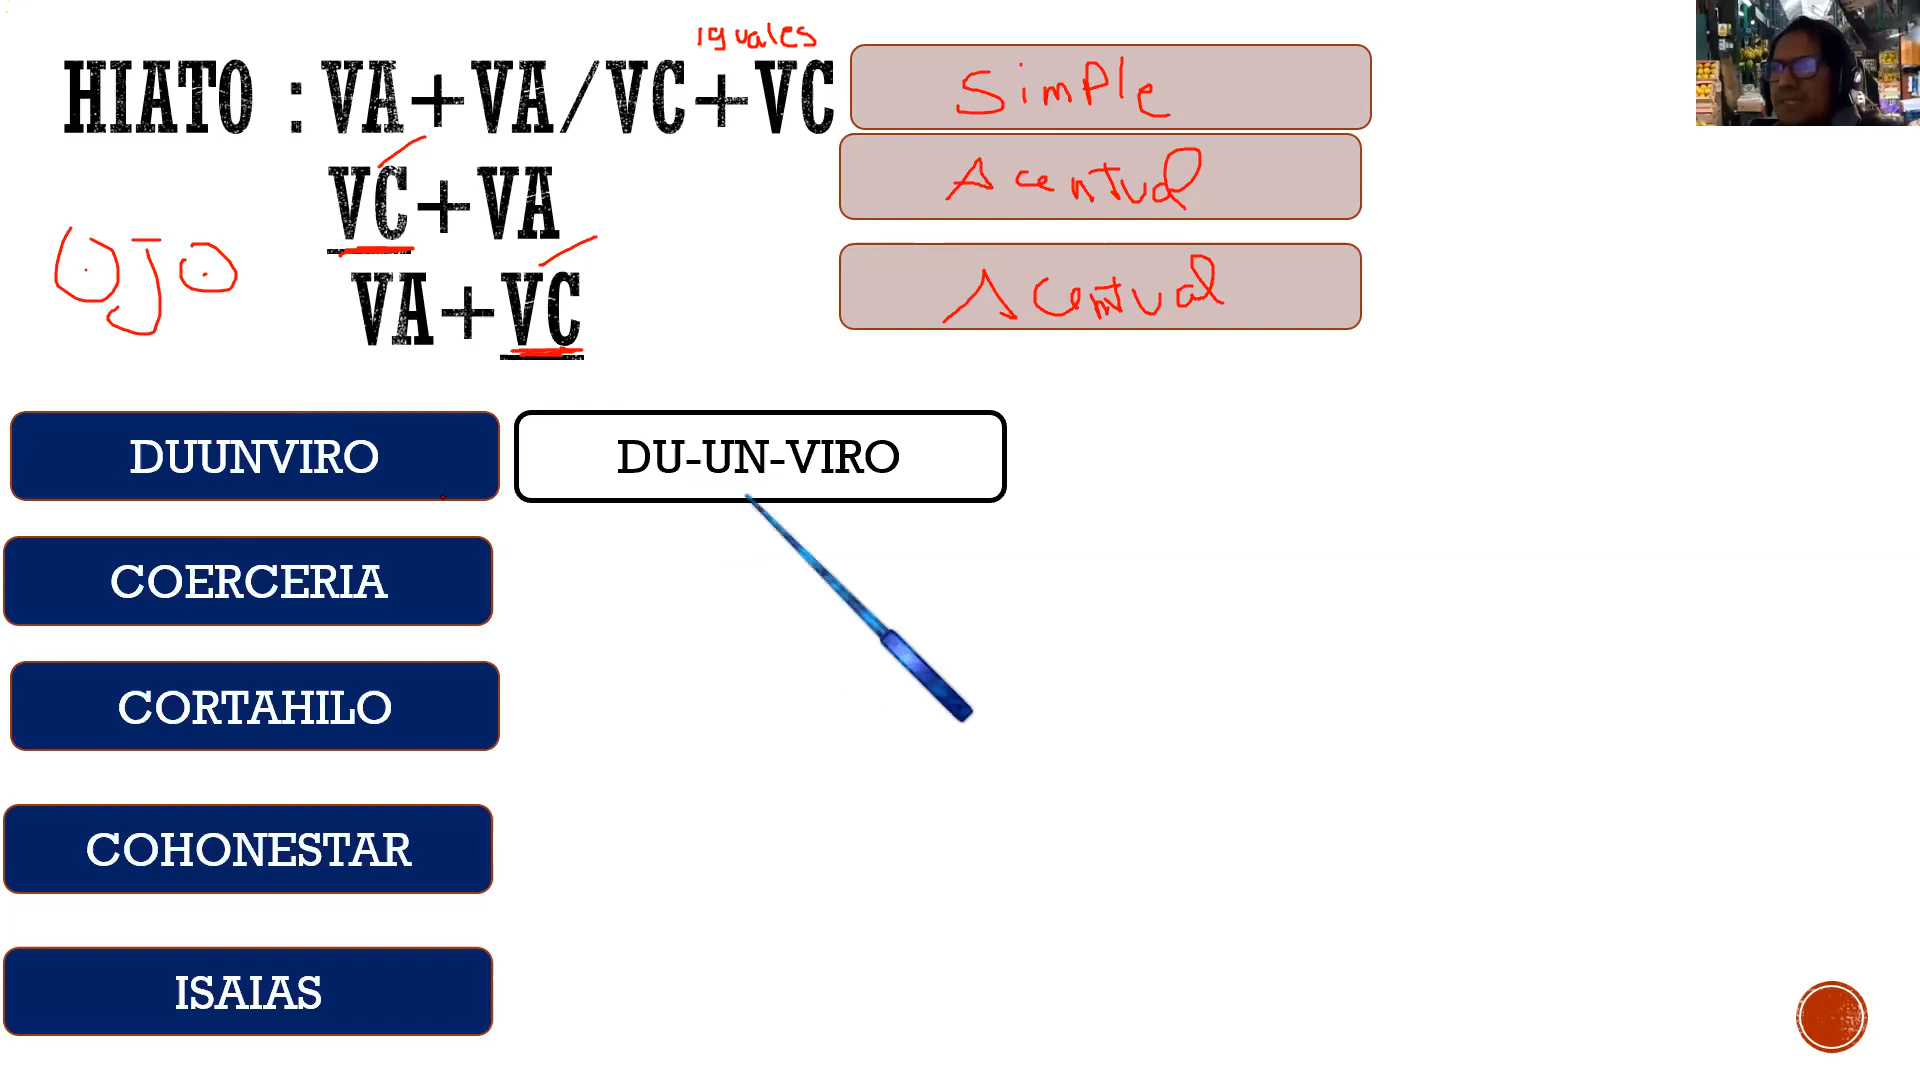 iguales
HIATO : VA+VA/VC+VC Simple
VC+VA Acentual
OJO
VA+VC Acentual
DUUNVIRO DU-UN-VIRO
COERCERIA
CORTAHILO
COHONESTAR
ISAIAS